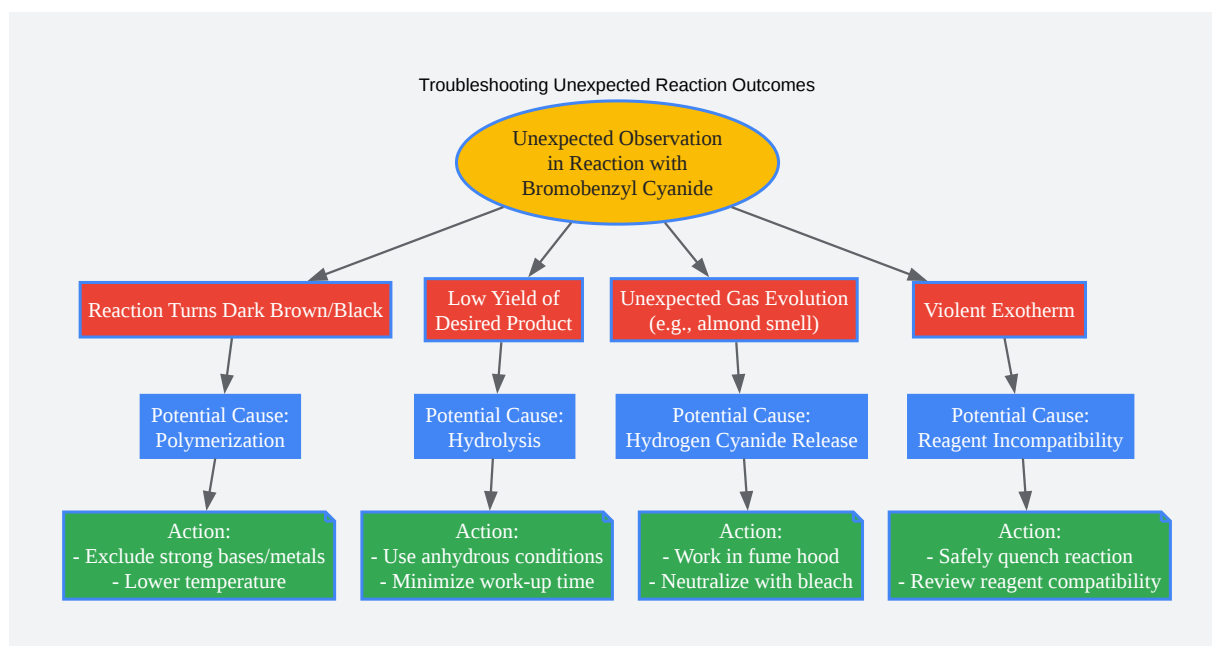 Troubleshooting Unexpected Reaction Outcomes
Unexpected Observation
in Reaction with
Bromobenzyl Cyanide
Reaction Turns Dark Brown/Black
Low Yield of
Desired Product
Unexpected Gas Evolution
(e.g., almond smell)
Violent Exotherm
Potential Cause:
Polymerization
Potential Cause:
Hydrolysis
Potential Cause:
Hydrogen Cyanide Release
Potential Cause:
Reagent Incompatibility
Action:
- Exclude strong bases/metals
- Lower temperature
Action:
- Use anhydrous conditions
- Minimize work-up time
Action:
- Work in fume hood
- Neutralize with bleach
Action:
- Safely quench reaction
- Review reagent compatibility